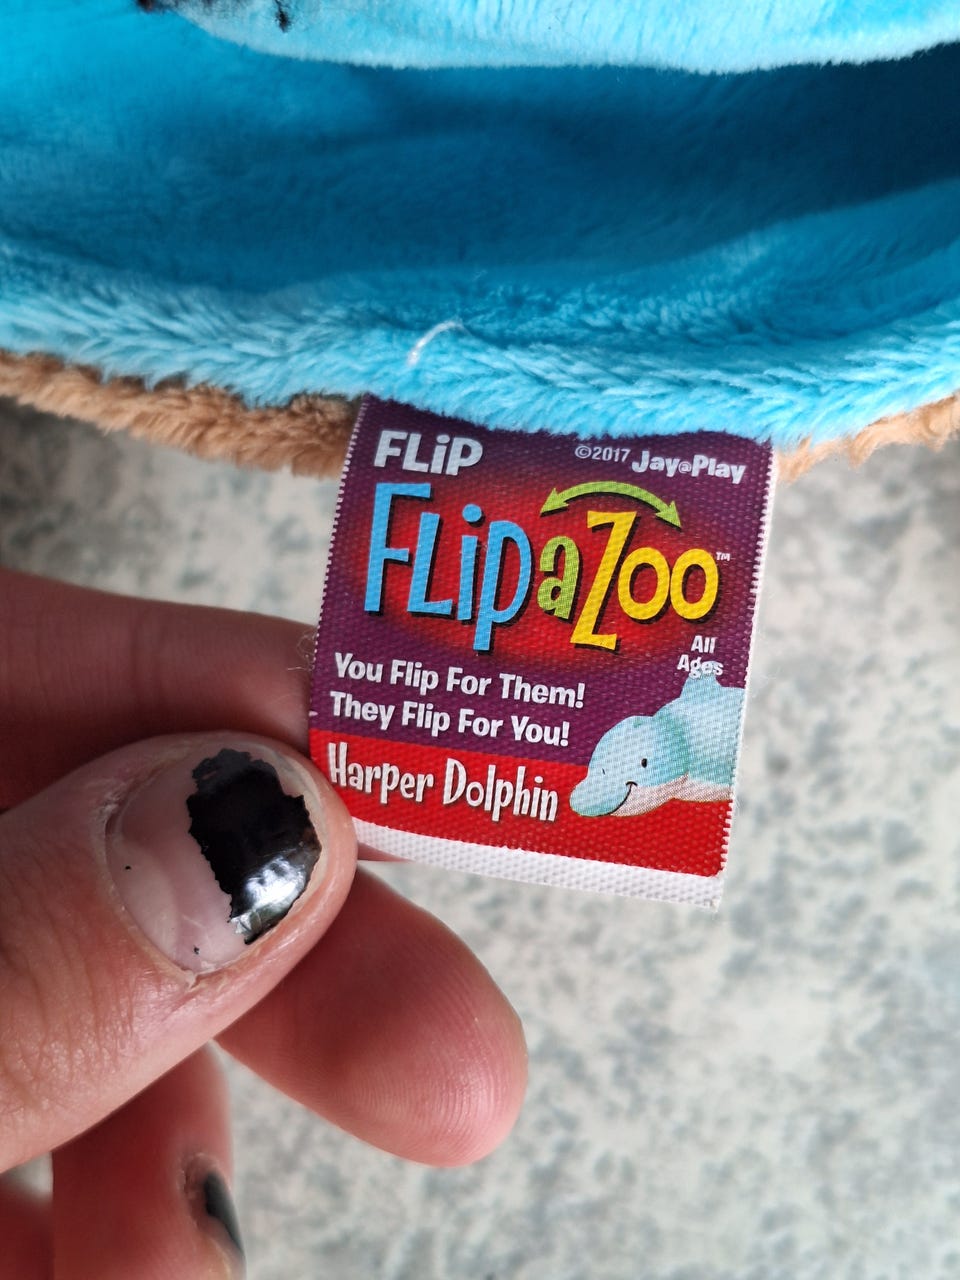 FLiP
©2017 Jay@Play
FLipaZoo™
All
Ages
You Flip For Them!
They Flip For You!
Harper Dolphin